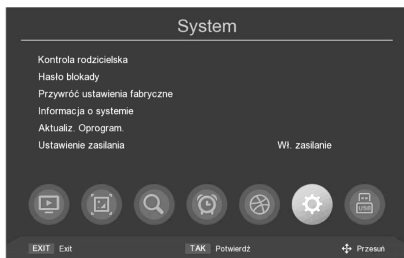 System
Kontrola rodzicielska
Hasło blokady
Przywróć ustawienia fabryczne
Informacja o systemie
Aktualiz. Oprogram.
Ustawienie zasilania Wł. zasilanie
USB
EXIT Exit TAK Potwierdź Przesuń